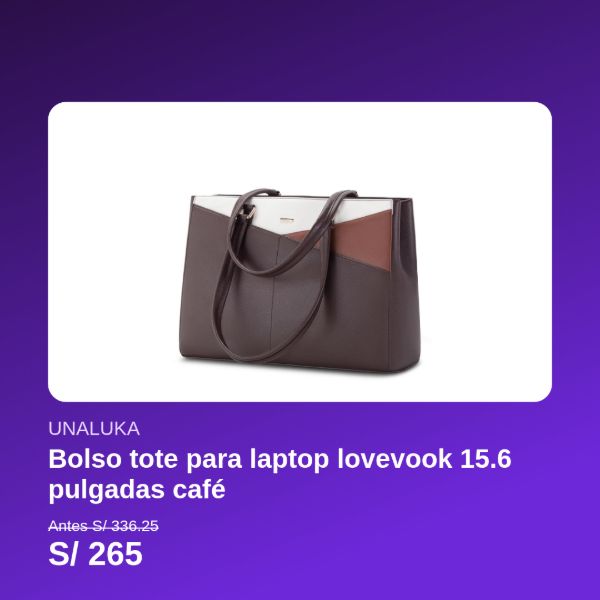 UNALUKA
Bolso tote para laptop lovevook 15.6
pulgadas café
Antes S/ 336.25
S/ 265